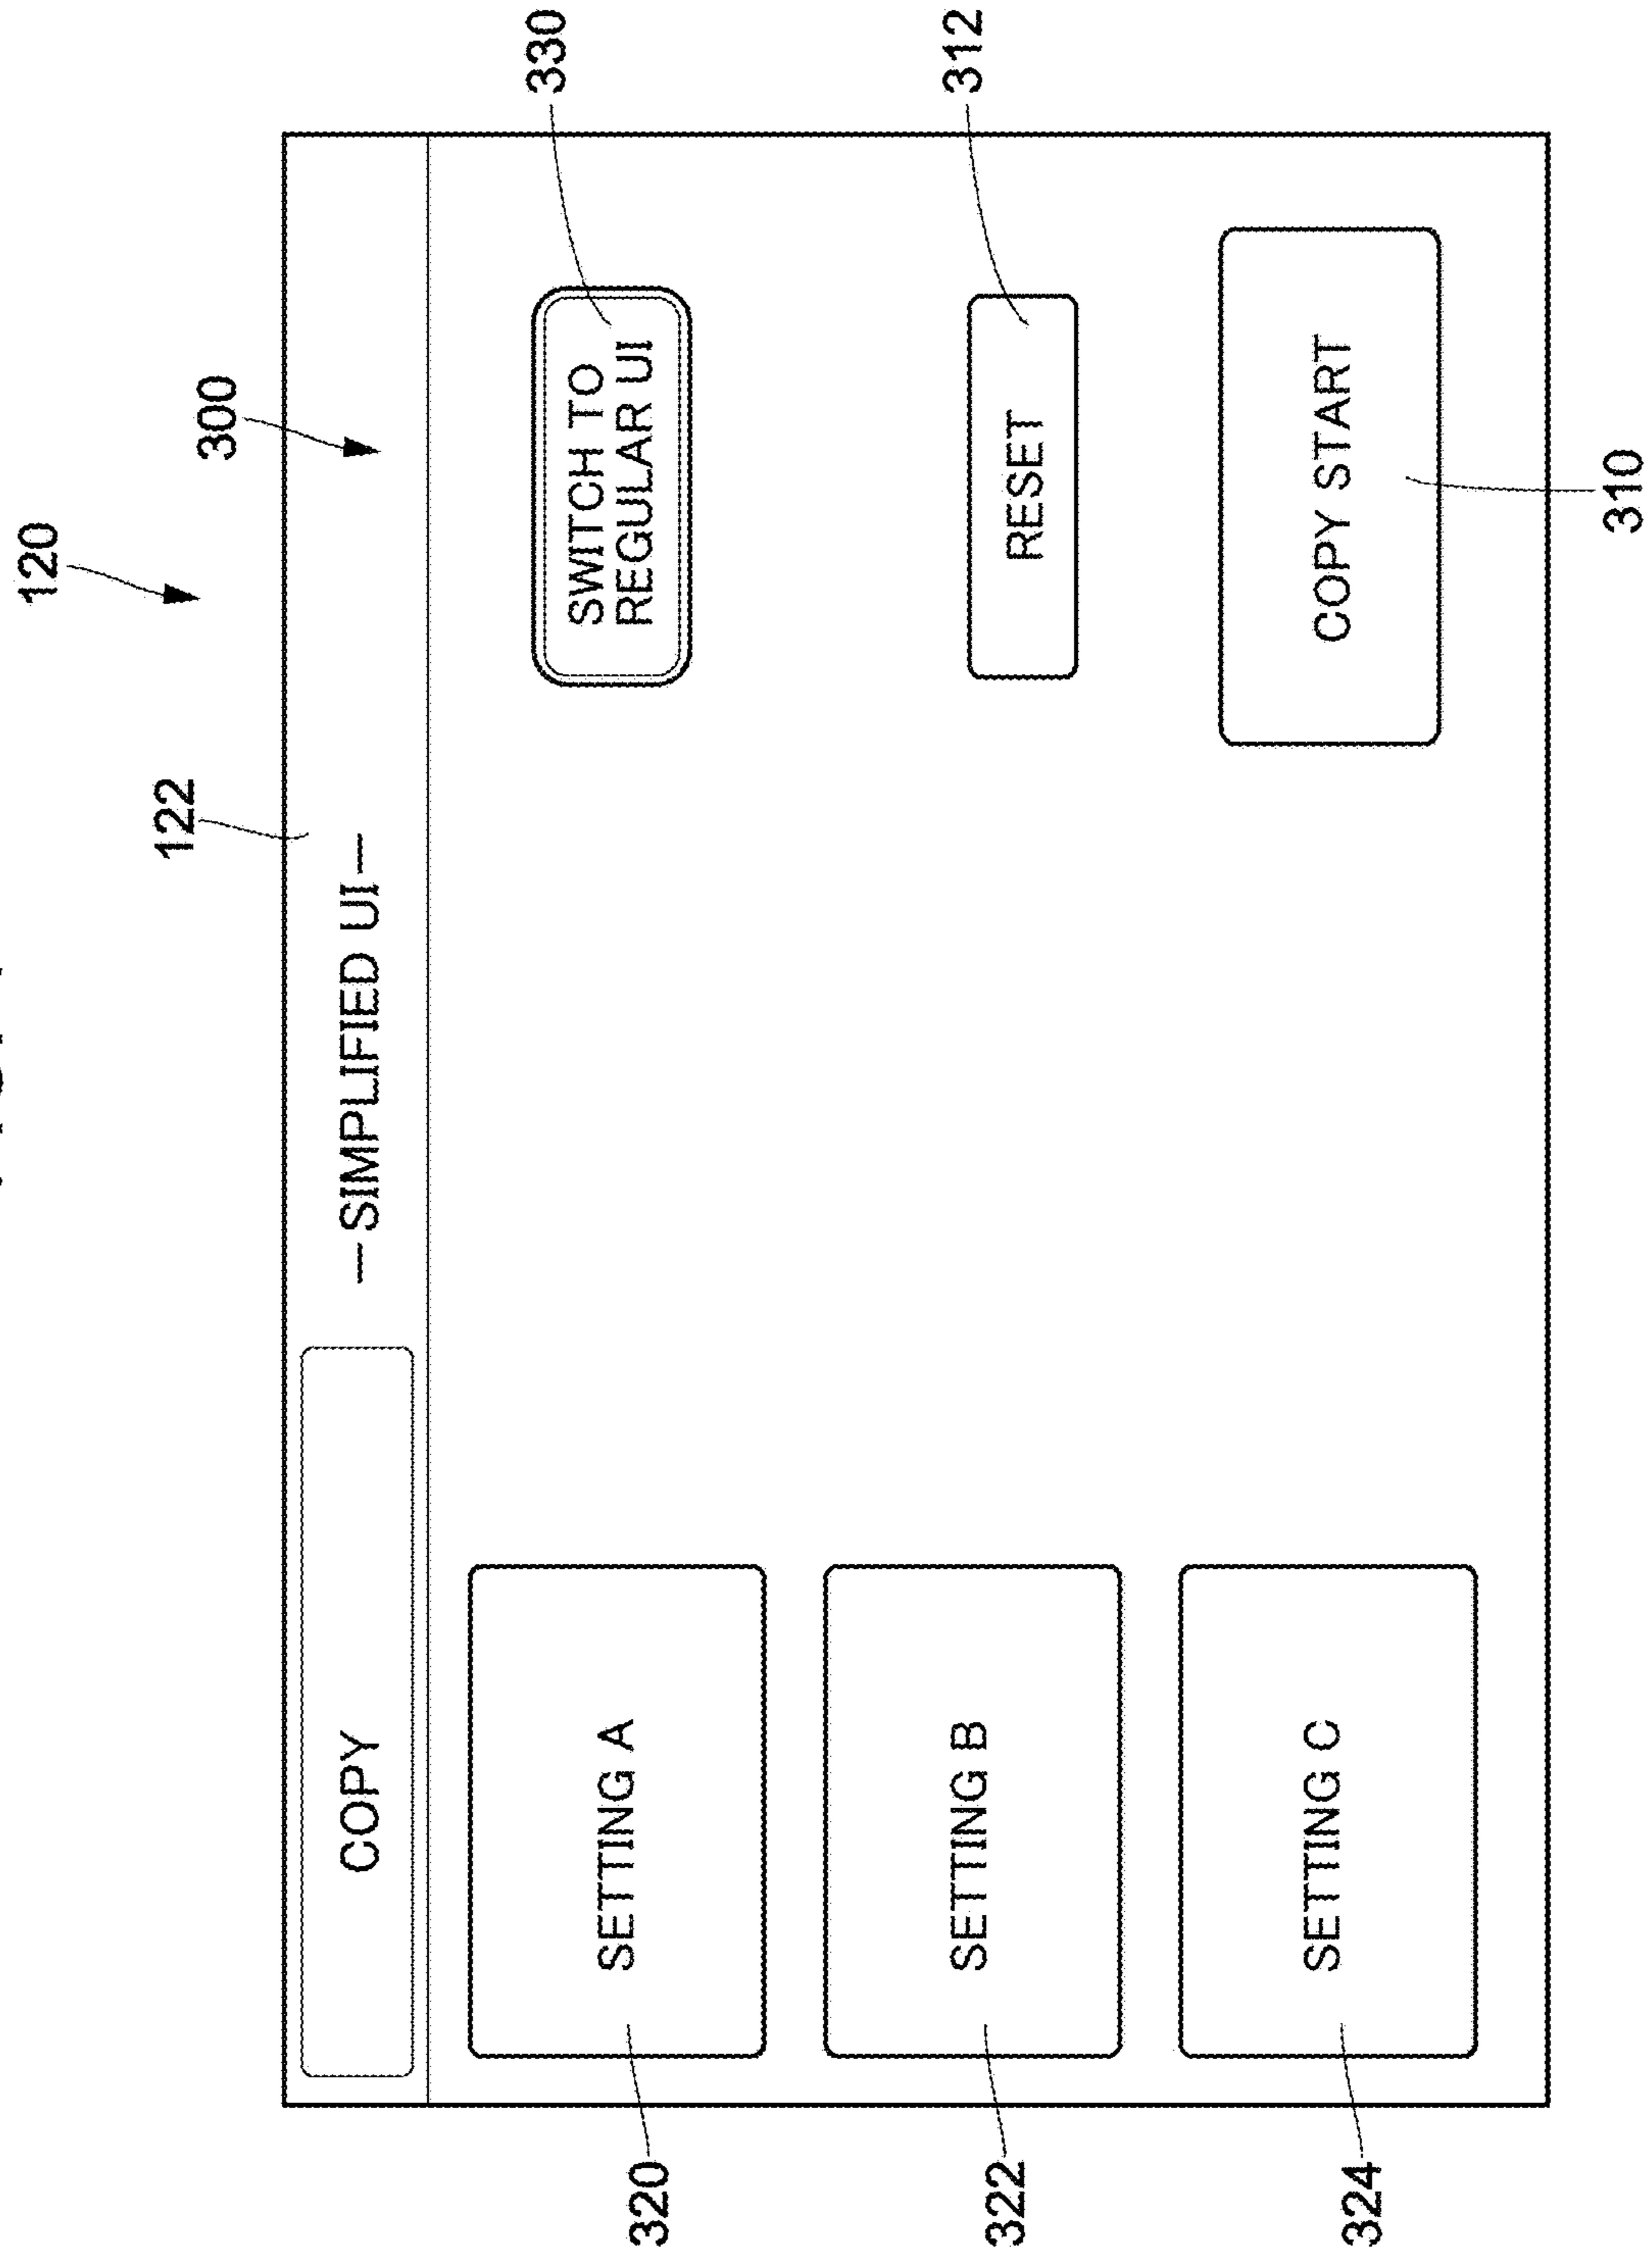 120
300
122
COPY
—SIMPLIFIED UI—
330
SWITCH TO
REGULAR UI
320
SETTING A
322
SETTING B
312
RESET
324
SETTING C
COPY START
310